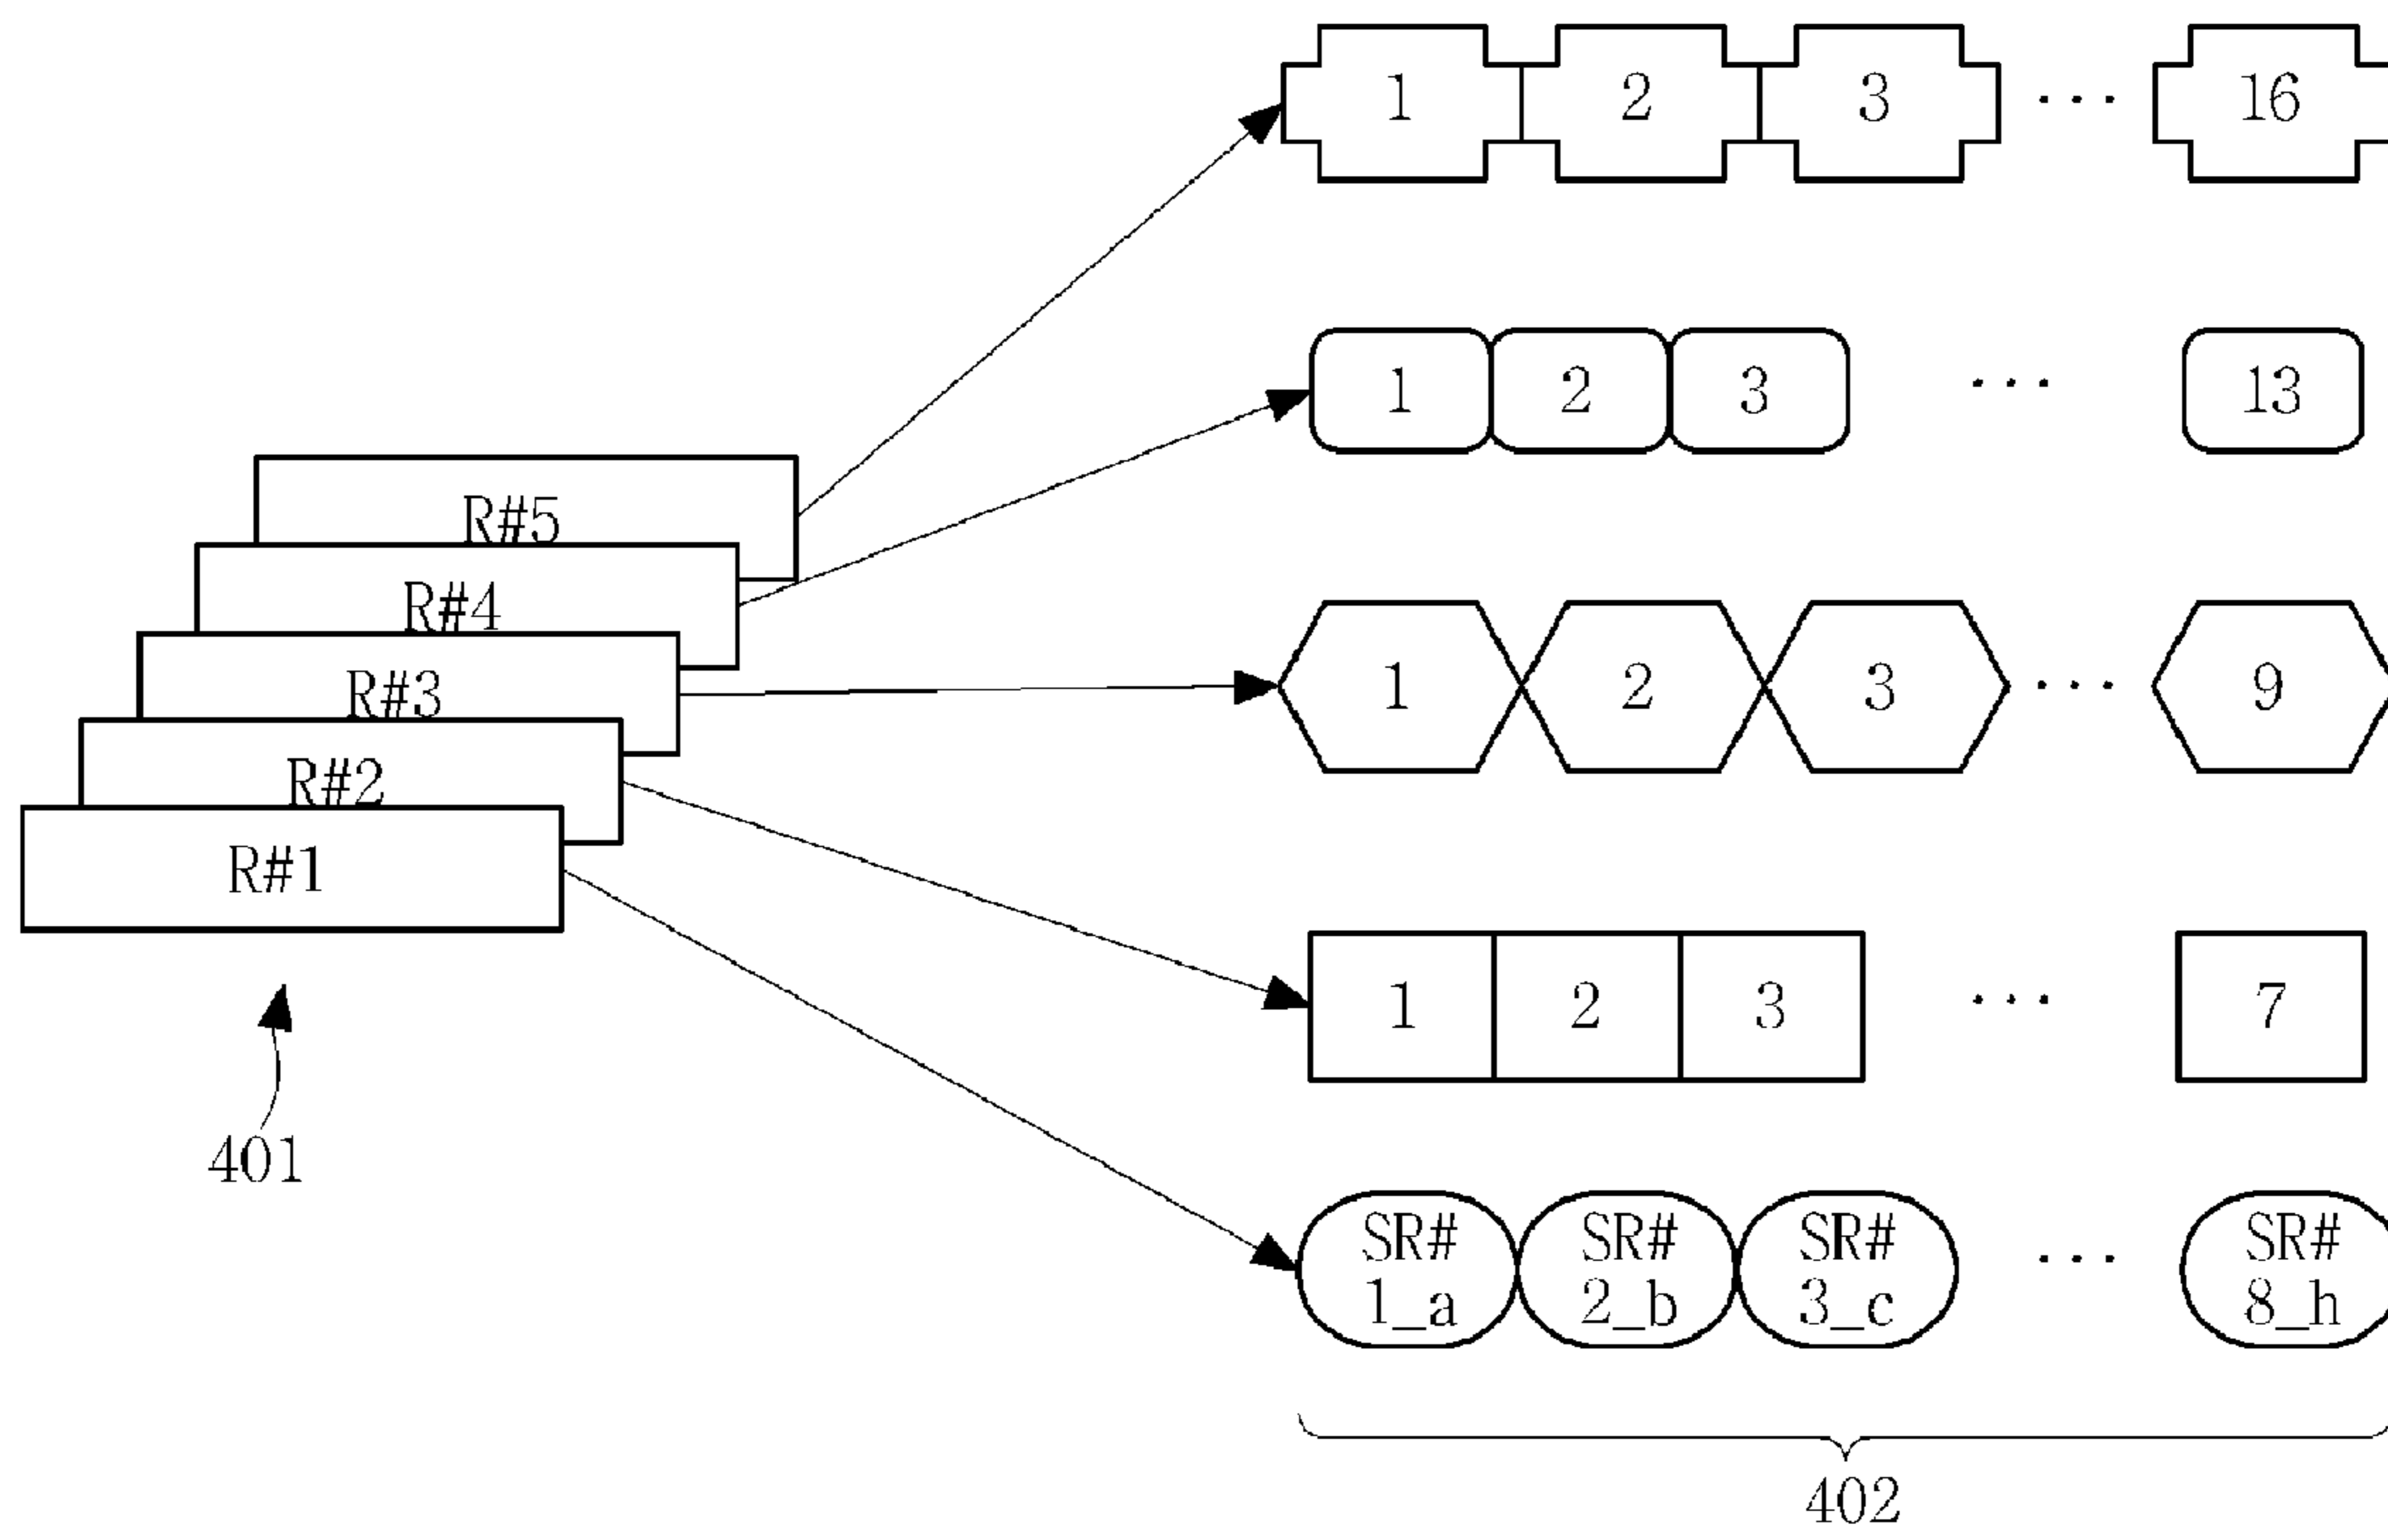 1 2 3 ... 16
1 2 3 ... 13
R#5
R#4
R#3
R#2
R#1
1 2 3 ... 9
1 2 3 ... 7
401
SR# SR# SR# ... SR#
1_a 2_b 3_c 8_h
402